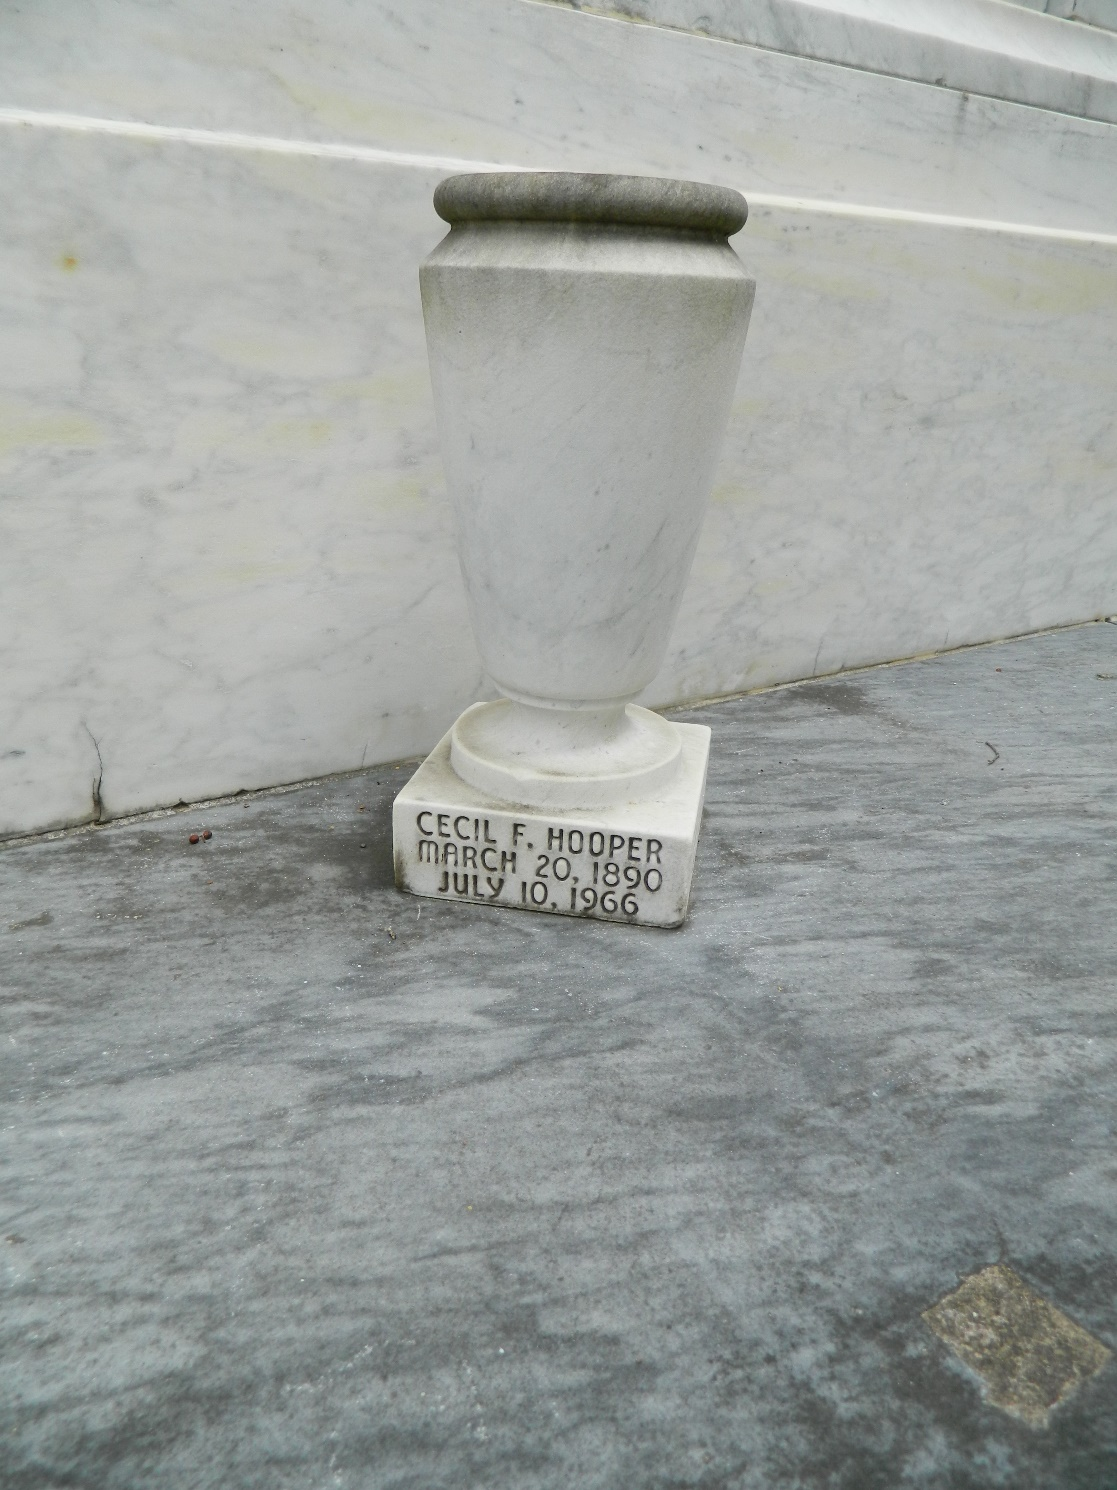 CECIL F. HOOPER
MARCH 20, 1890
JULY 10, 1966